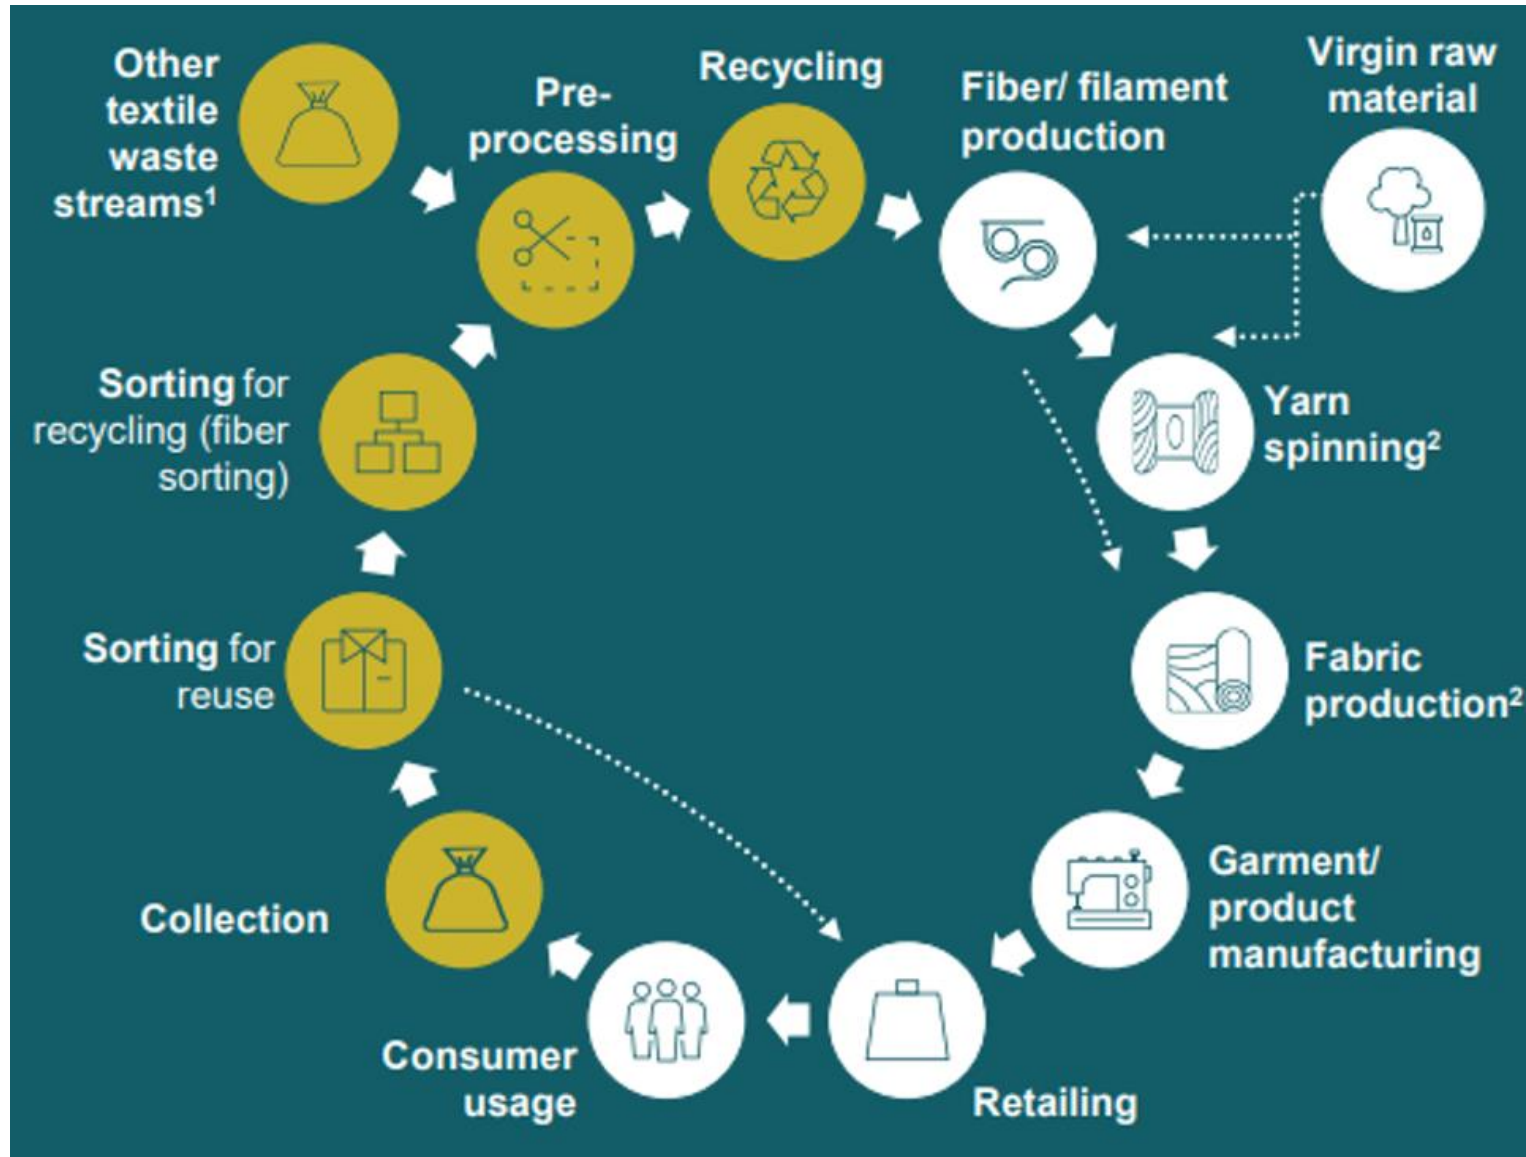 Other
textile
waste
streams¹
Pre-
processing
Recycling
Fiber/ filament
production
Virgin raw
material
Yarn
spinning²
Fabric
production²
Garment/
product
manufacturing
Retailing
Consumer
usage
Collection
Sorting for
reuse
Sorting for
recycling (fiber
sorting)